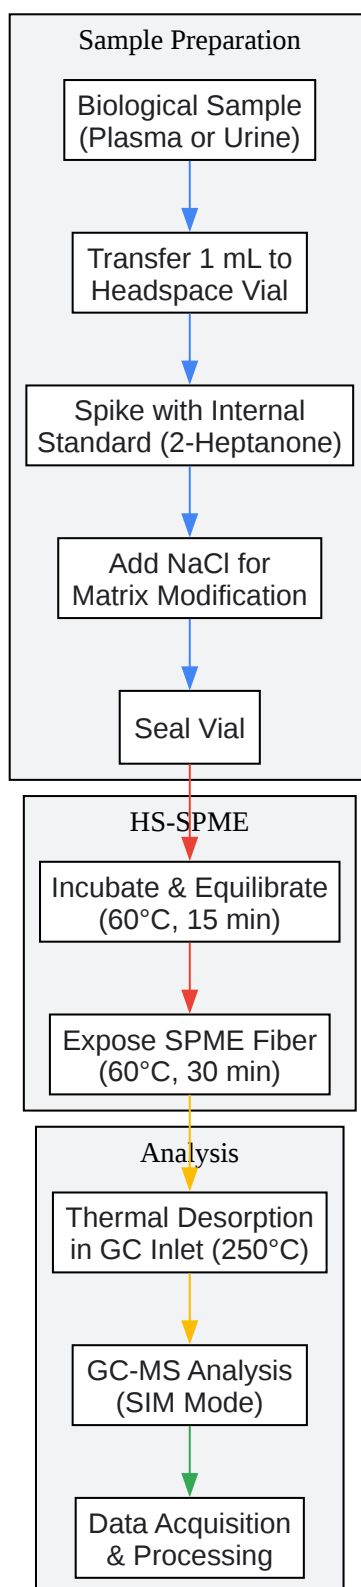 Sample Preparation
Biological Sample
(Plasma or Urine)
Transfer 1 mL to
Headspace Vial
Spike with Internal
Standard (2-Heptanone)
Add NaCl for
Matrix Modification
Seal Vial
HS-SPME
Incubate & Equilibrate
(60°C, 15 min)
Expose SPME Fiber
(60°C, 30 min)
Analysis
Thermal Desorption
in GC Inlet (250°C)
GC-MS Analysis
(SIM Mode)
Data Acquisition
& Processing